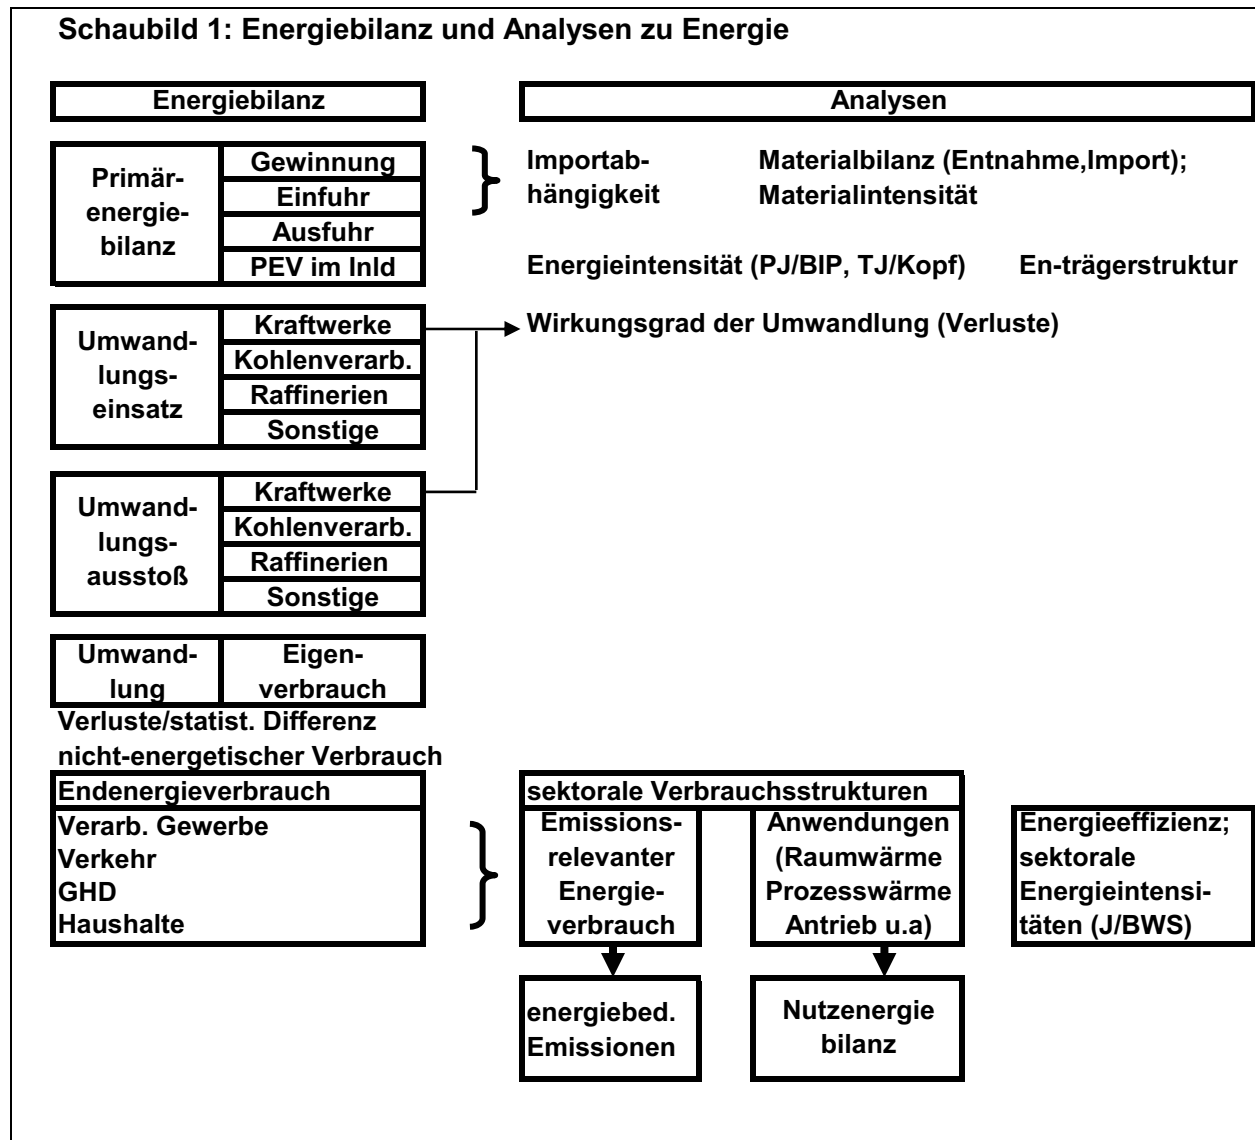 Schaubild 1: Energiebilanz und Analysen zu Energie
Energiebilanz
Analysen
Primär-
energie-
bilanz
Gewinnung
Einfuhr
Ausfuhr
PEV im Inld
Importab-
hängigkeit
Materialbilanz (Entnahme,Import);
Materialintensität
Energieintensität (PJ/BIP, TJ/Kopf)
En-trägerstruktur
Umwand-
lungs-
einsatz
Kraftwerke
Kohlenverarb.
Raffinerien
Sonstige
Wirkungsgrad der Umwandlung (Verluste)
Umwand-
lungs-
ausstoß
Kraftwerke
Kohlenverarb.
Raffinerien
Sonstige
Umwand-
lung
Eigen-
verbrauch
Verluste/statist. Differenz
nicht-energetischer Verbrauch
Endenergieverbrauch
Verarb. Gewerbe
Verkehr
GHD
Haushalte
sektorale Verbrauchsstrukturen
Emissions-
relevanter
Energie-
verbrauch
Anwendungen
(Raumwärme
Prozesswärme
Antrieb u.a)
Energieeffizienz;
sektorale
Energieintensi-
täten (J/BWS)
energiebed.
Emissionen
Nutzenergie
bilanz